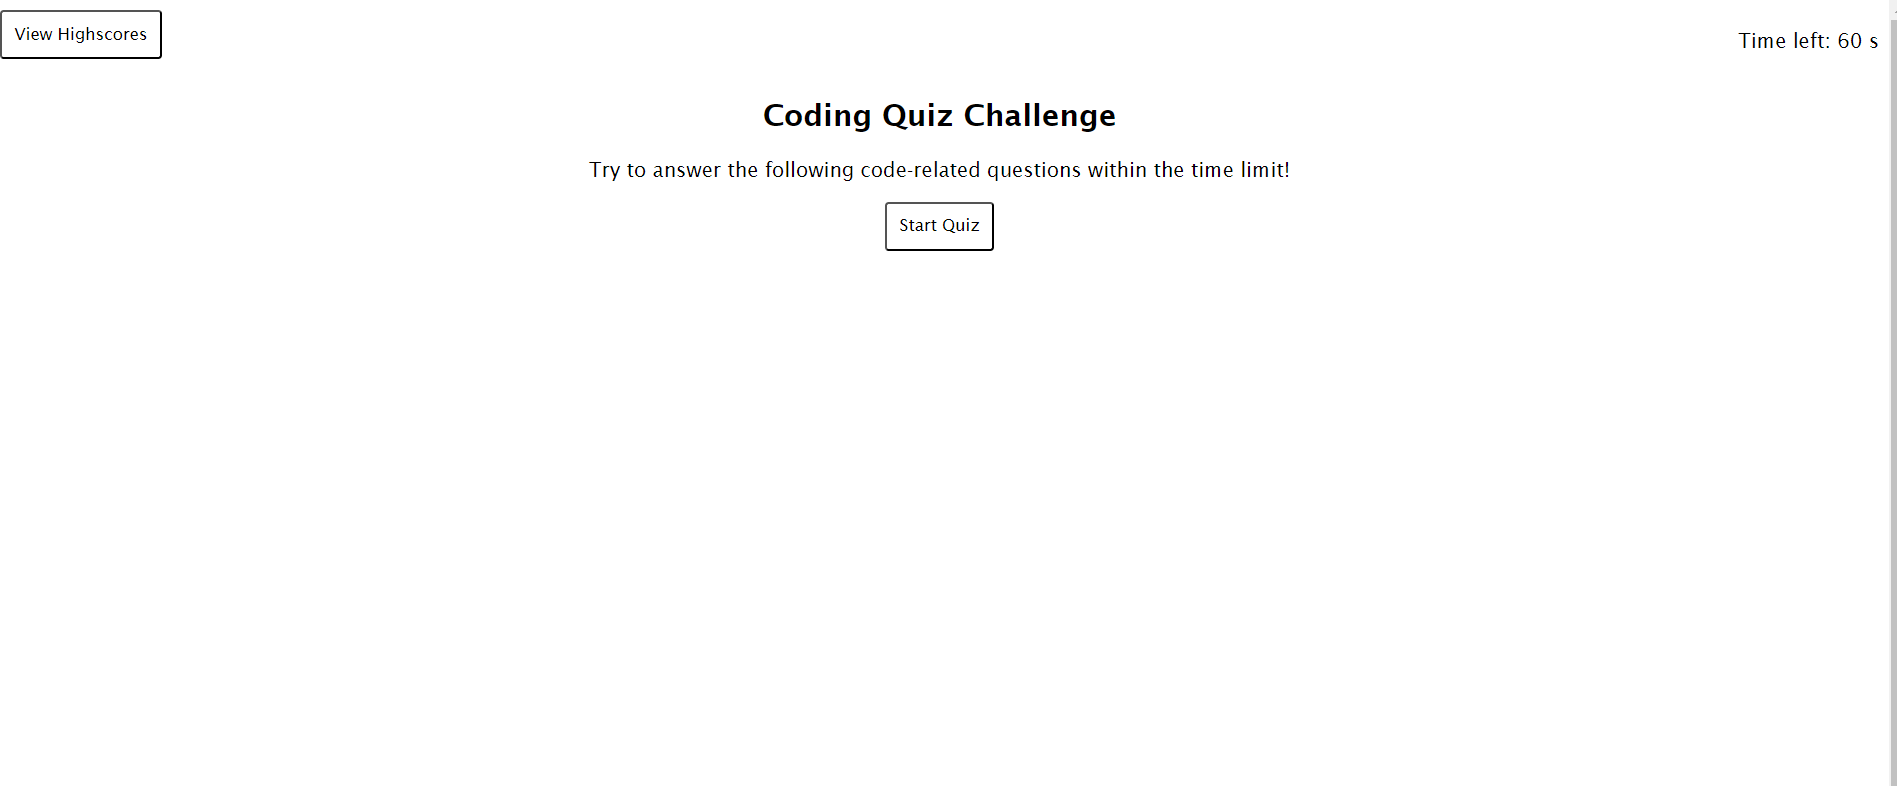 View Highscores
Time left: 60 s
Coding Quiz Challenge
Try to answer the following code-related questions within the time limit!
Start Quiz